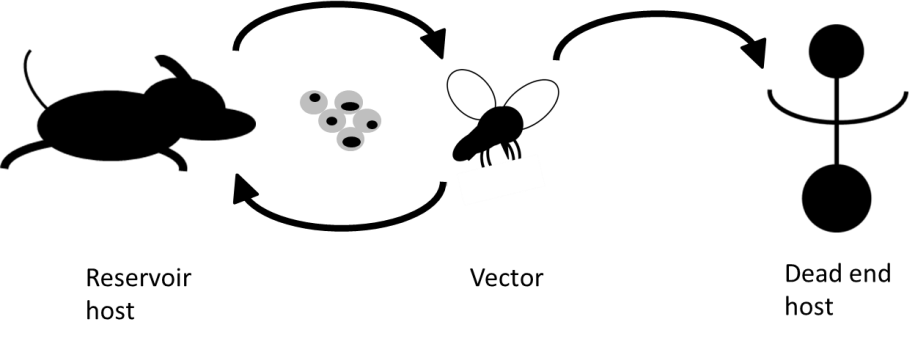 Reservoir
host
Vector
Dead end
host